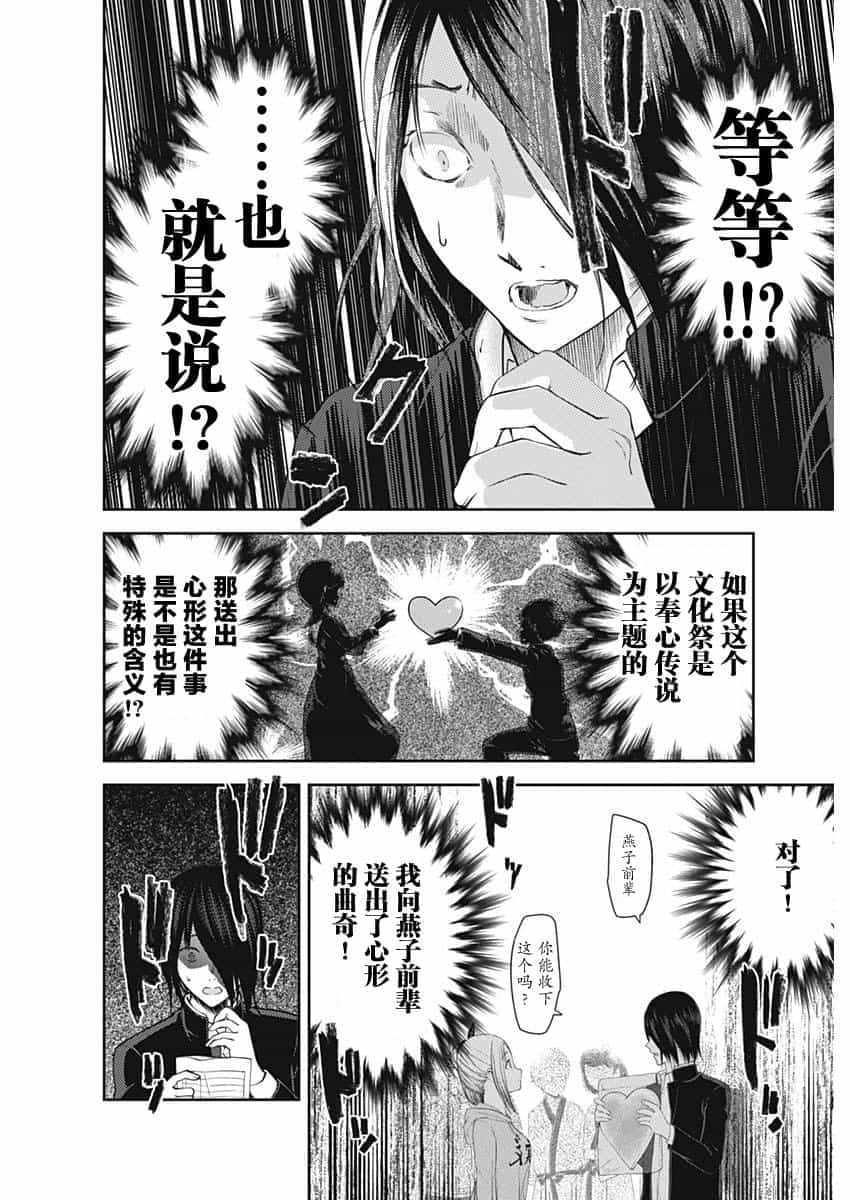 等等!!!?
……也
就是说!?
如果这个
文化祭是
以奉心传说
为主题的
那送出
心形这件事
是不是也有
特殊的含义!?
对了！
燕子前辈
你能收下
这个吗？
我向燕子前辈
送出了心形
的曲奇！